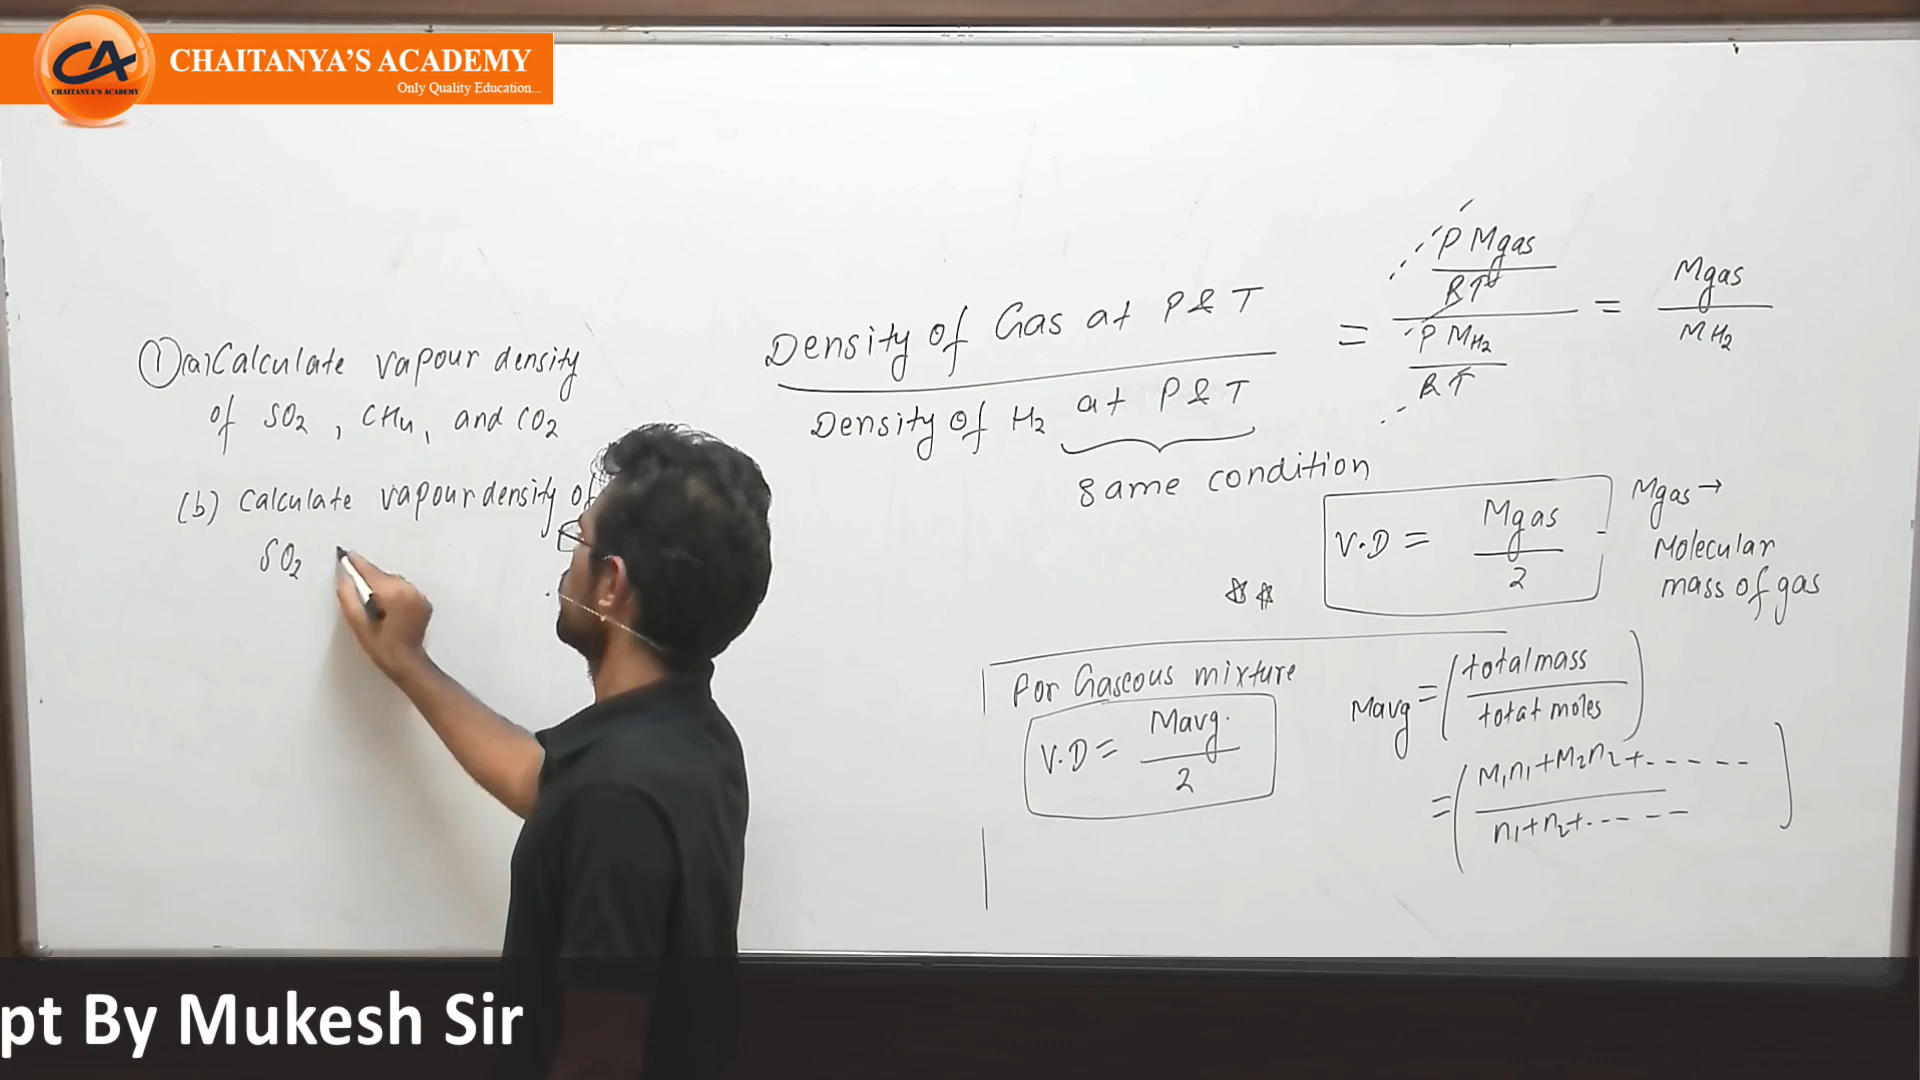 CA
CHAITANYA'S ACADEMY
CHAITANYA'S ACADEMY
Only Quality Education...
① (a) Calculate vapour density
of SO₂, CH₄, and CO₂
(b) Calculate vapour density of
SO₂
Density of Gas at P & T
Density of H₂ at P & T
same condition
= P Mgas / RT
P MH₂ / RT
= Mgas / MH₂
V.D = Mgas / 2
Mgas →
Molecular
mass of gas
For Gaseous mixture
V.D = Mavg. / 2
Mavg = (total mass / total moles)
= (M₁n₁+M₂n₂+------ / n₁+n₂+------)
pt By Mukesh Sir